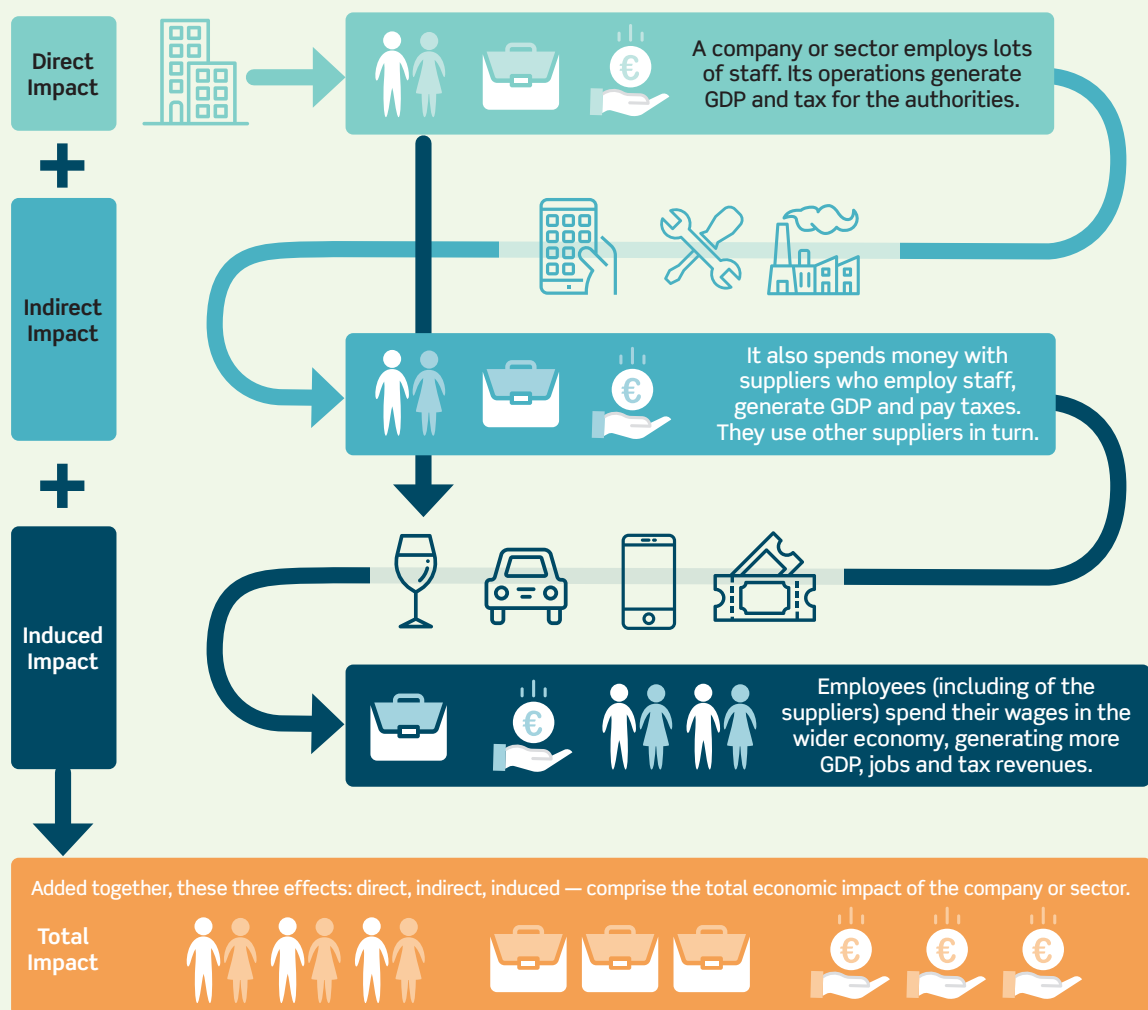 Direct
Impact
A company or sector employs lots
of staff. Its operations generate
GDP and tax for the authorities.
+
Indirect
Impact
It also spends money with
suppliers who employ staff,
generate GDP and pay taxes.
They use other suppliers in turn.
+
Induced
Impact
Employees (including of the
suppliers) spend their wages in the
wider economy, generating more
GDP, jobs and tax revenues.
Added together, these three effects: direct, indirect, induced — comprise the total economic impact of the company or sector.
Total
Impact